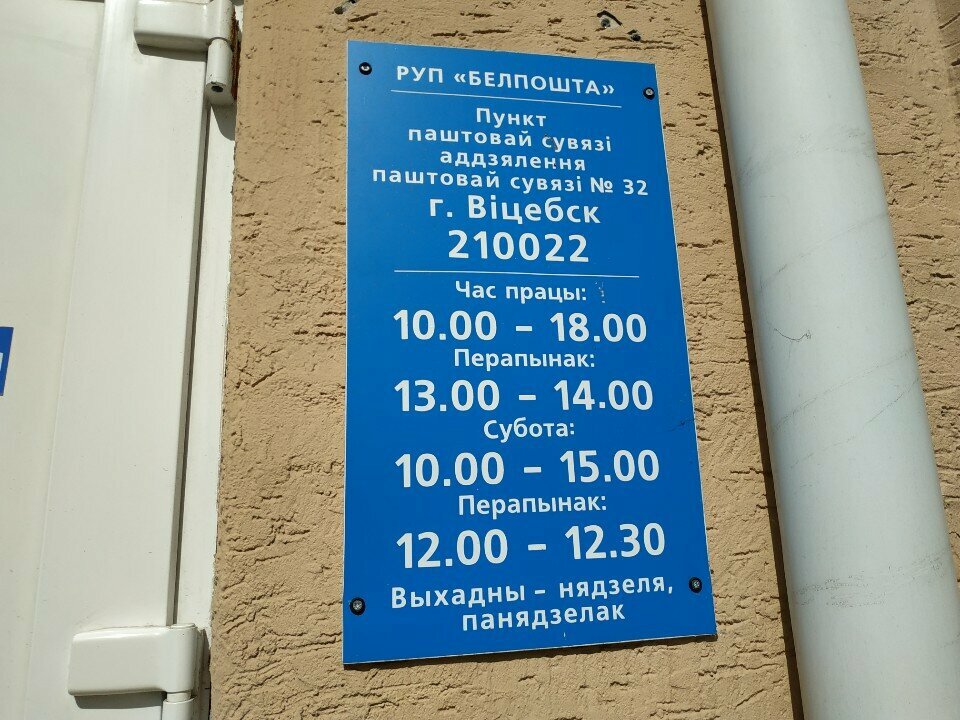 РУП «БЕЛПОШТА»
Пункт
паштовай сувязі
аддзялення
паштовай сувязі № 32
г. Віцебск
210022
Час працы:
10.00 – 18.00
Перапынак:
13.00 – 14.00
Субота:
10.00 – 15.00
Перапынак:
12.00 – 12.30
Выхадны – нядзеля,
панядзелак